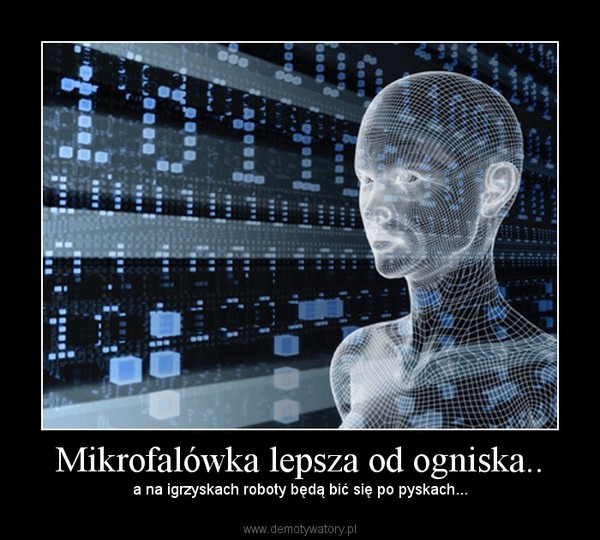 Mikrofalówka lepsza od ogniska..
a na igrzyskach roboty będą bić się po pyskach...
www.demotywatory.pl